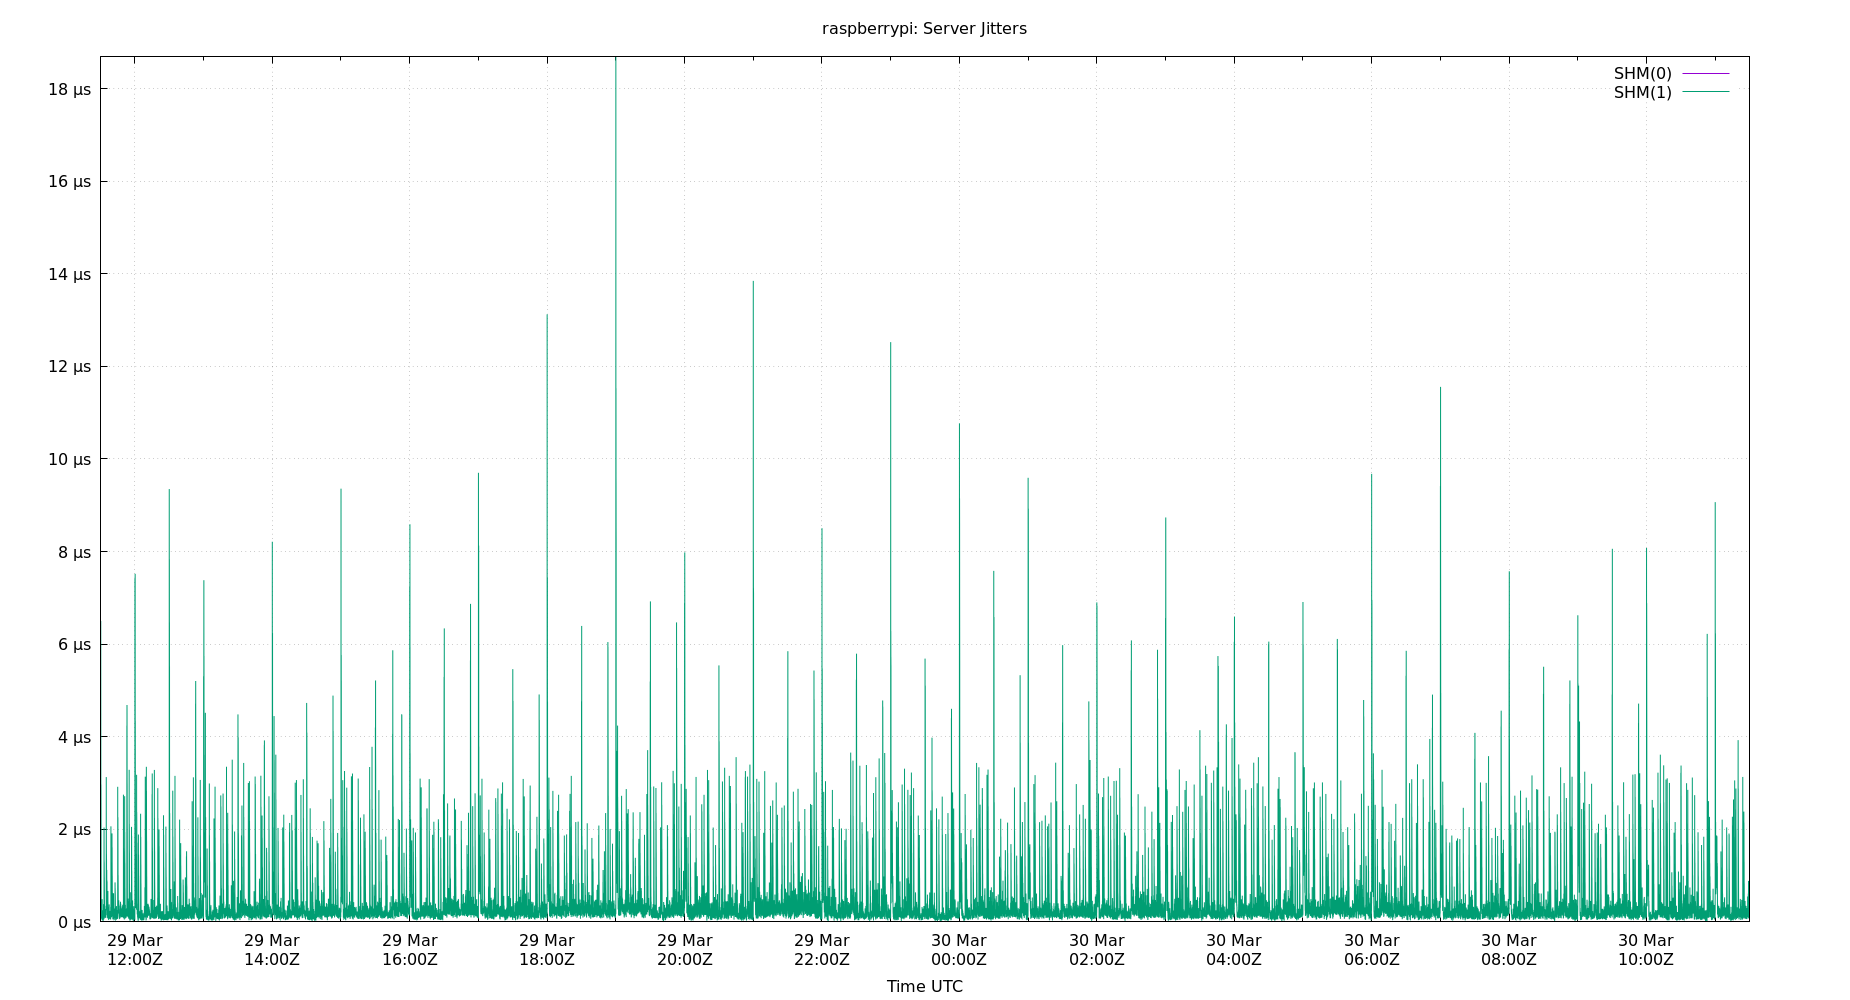 raspberrypi: Server Jitters
SHM(0)
SHM(1)
18 µs
16 µs
14 µs
12 µs
10 µs
8 µs
6 µs
4 µs
2 µs
0 µs
29 Mar 29 Mar 29 Mar 29 Mar 29 Mar 29 Mar 30 Mar 30 Mar 30 Mar 30 Mar 30 Mar 30 Mar
12:00Z 14:00Z 16:00Z 18:00Z 20:00Z 22:00Z 00:00Z 02:00Z 04:00Z 06:00Z 08:00Z 10:00Z
Time UTC